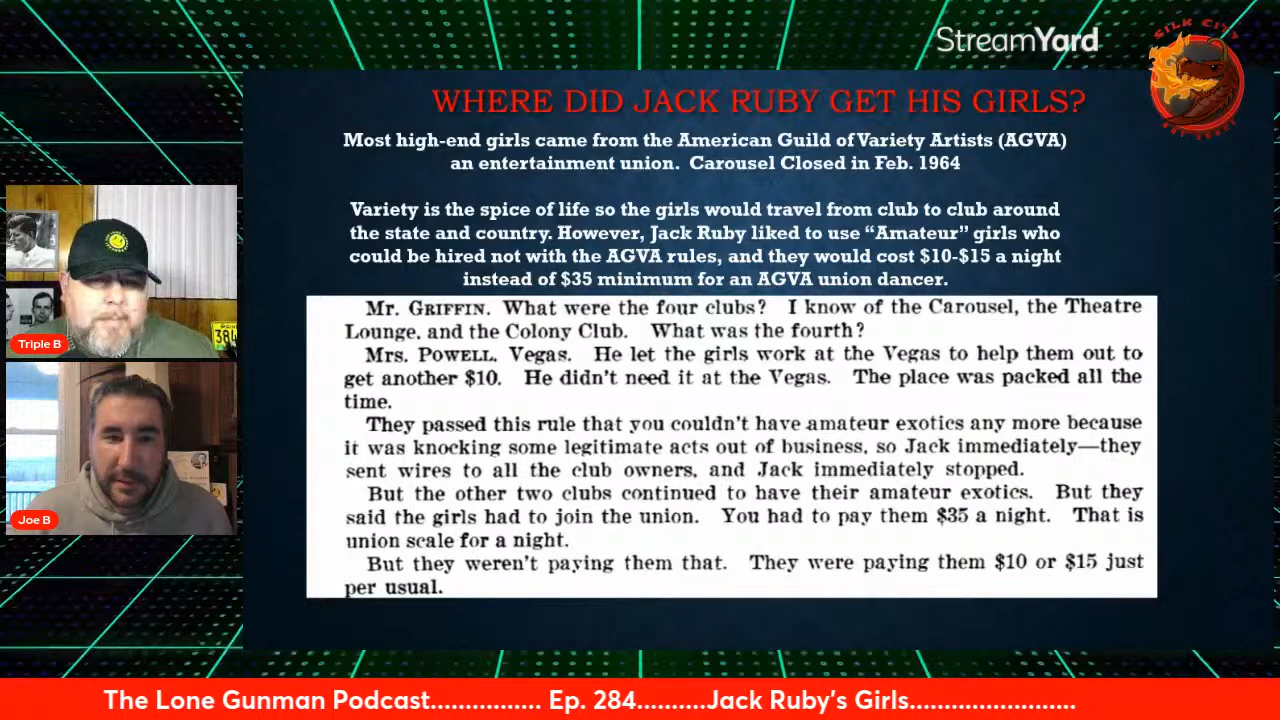 StreamYard
SILK CITY
HOT SAUCE
WHERE DID JACK RUBY GET HIS GIRLS?
Most high-end girls came from the American Guild of Variety Artists (AGVA)
an entertainment union. Carousel Closed in Feb. 1964
Variety is the spice of life so the girls would travel from club to club around
the state and country. However, Jack Ruby liked to use “Amateur” girls who
could be hired not with the AGVA rules, and they would cost $10-$15 a night
instead of $35 minimum for an AGVA union dancer.
Mr. GRIFFIN. What were the four clubs? I know of the Carousel, the Theatre
Lounge, and the Colony Club. What was the fourth?
Mrs. POWELL. Vegas. He let the girls work at the Vegas to help them out to
get another $10. He didn't need it at the Vegas. The place was packed all the
time.
They passed this rule that you couldn't have amateur exotics any more because
it was knocking some legitimate acts out of business, so Jack immediately—they
sent wires to all the club owners, and Jack immediately stopped.
But the other two clubs continued to have their amateur exotics. But they
said the girls had to join the union. You had to pay them $35 a night. That is
union scale for a night.
But they weren't paying them that. They were paying them $10 or $15 just
per usual.
Triple B
Joe B
The Lone Gunman Podcast............... Ep. 284..........Jack Ruby's Girls.......................